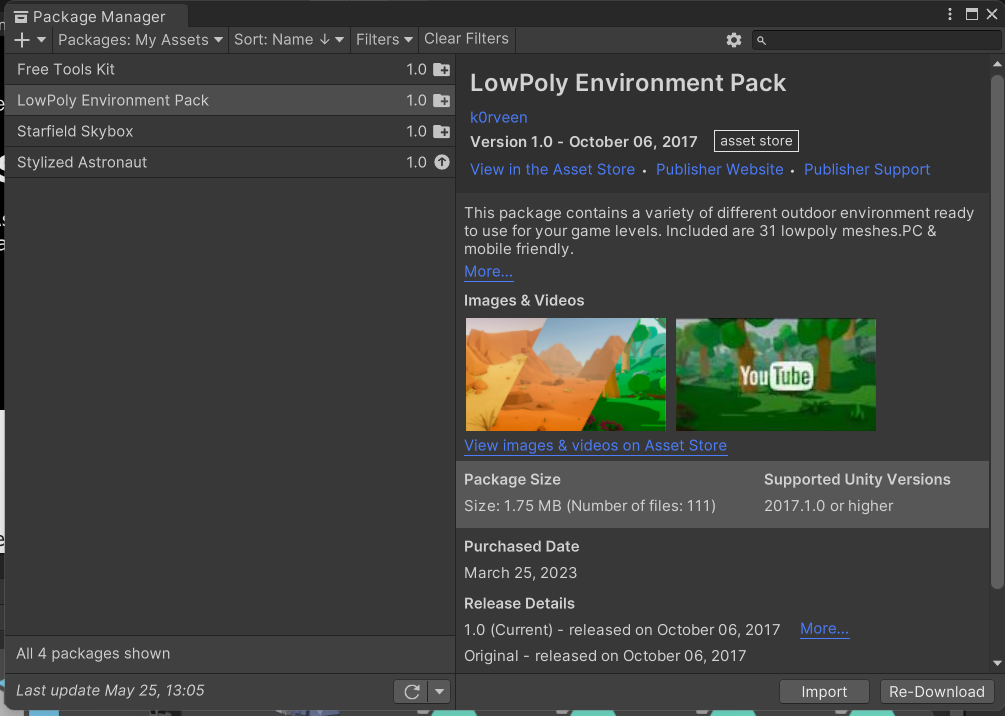 Package Manager
Packages: My Assets
Sort: Name ↓
Filters
Clear Filters
Free Tools Kit 1.0
LowPoly Environment Pack 1.0
Starfield Skybox 1.0
Stylized Astronaut 1.0
All 4 packages shown
Last update May 25, 13:05
LowPoly Environment Pack
k0rveen
Version 1.0 - October 06, 2017 asset store
View in the Asset Store • Publisher Website • Publisher Support
This package contains a variety of different outdoor environment ready
to use for your game levels. Included are 31 lowpoly meshes.PC &
mobile friendly.
More...
Images & Videos
YouTube
View images & videos on Asset Store
Package Size
Size: 1.75 MB (Number of files: 111)
Supported Unity Versions
2017.1.0 or higher
Purchased Date
March 25, 2023
Release Details
1.0 (Current) - released on October 06, 2017 More...
Original - released on October 06, 2017
Import
Re-Download